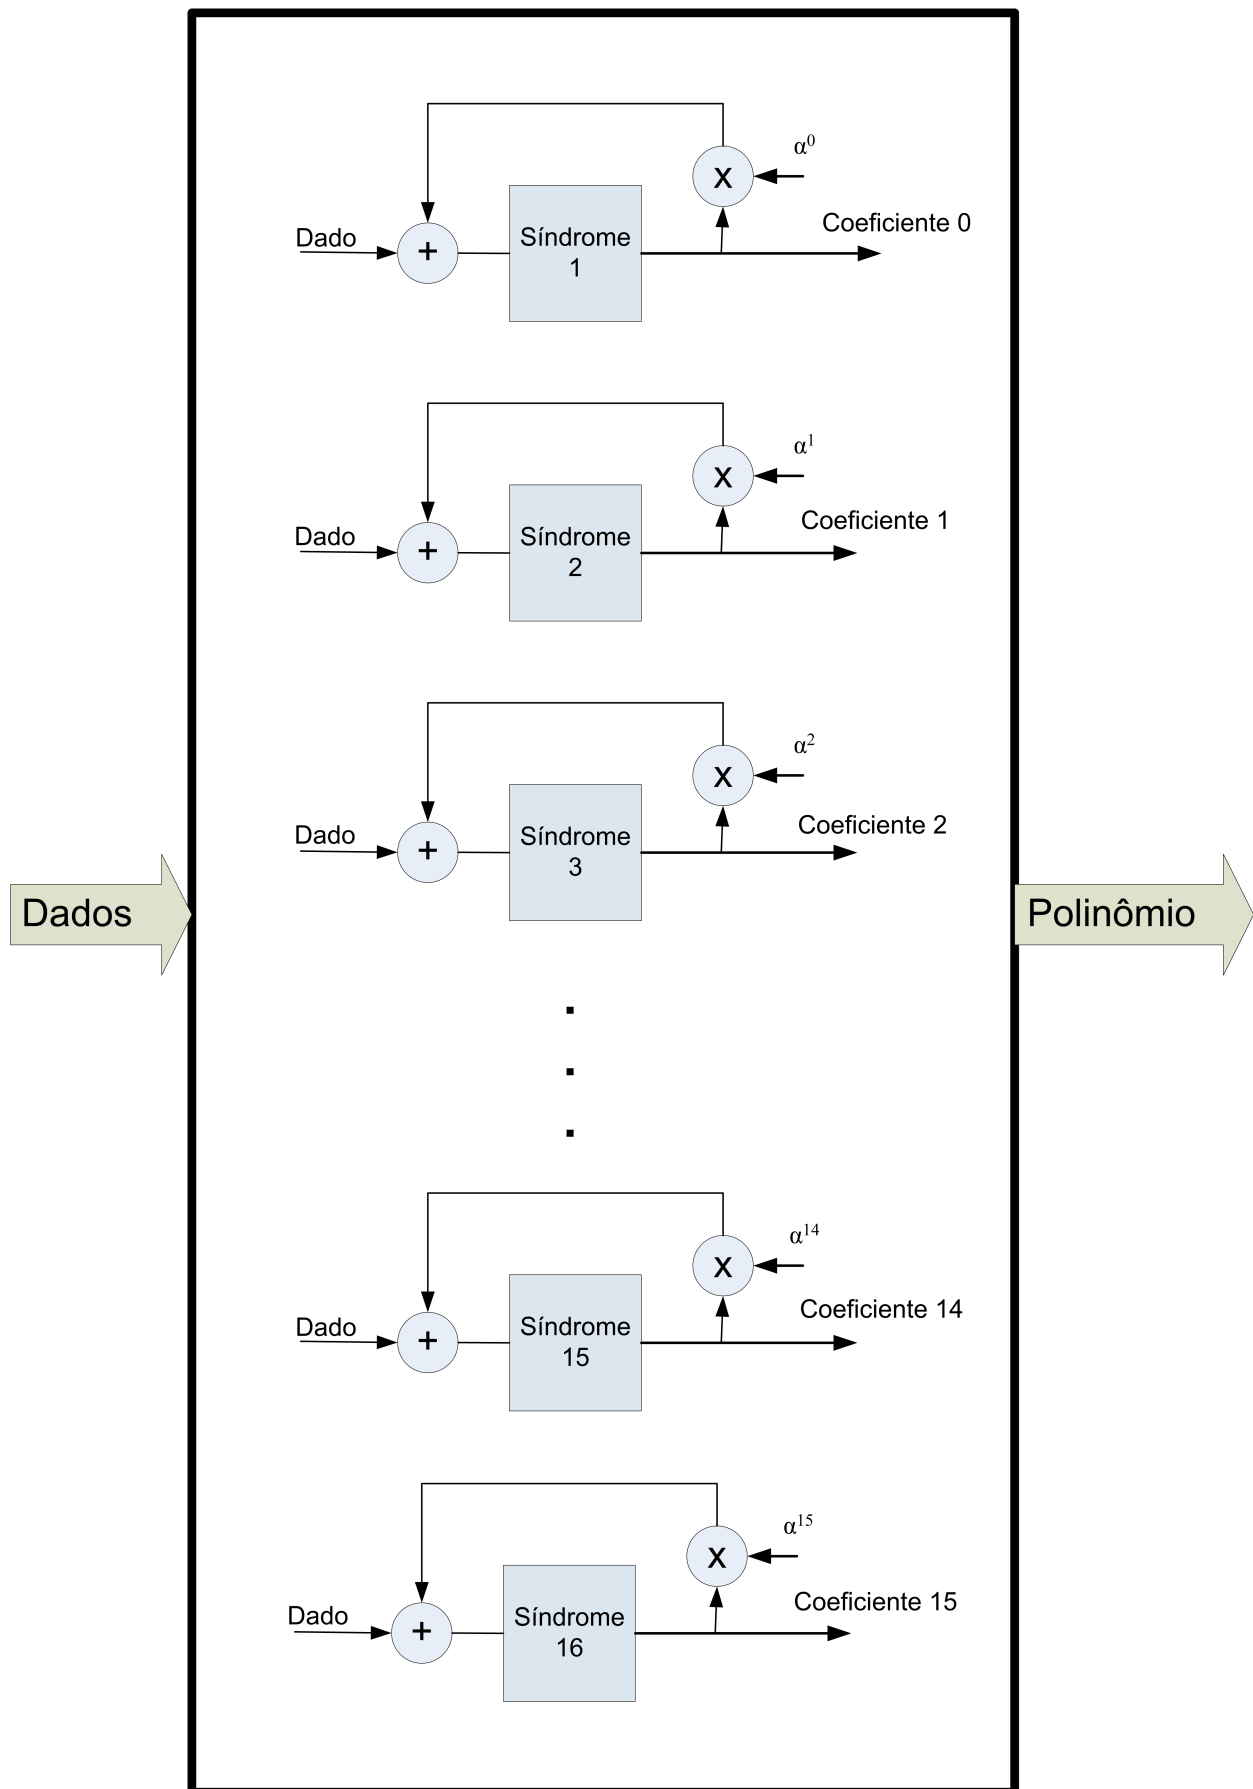 α⁰
Coeficiente 0
Dado
+
Síndrome
1
x
α¹
Coeficiente 1
Dado
+
Síndrome
2
x
α²
Coeficiente 2
Dado
+
Síndrome
3
x
Dados
Polinômio
.
.
.
α¹⁴
Coeficiente 14
Dado
+
Síndrome
15
x
α¹⁵
Coeficiente 15
Dado
+
Síndrome
16
x